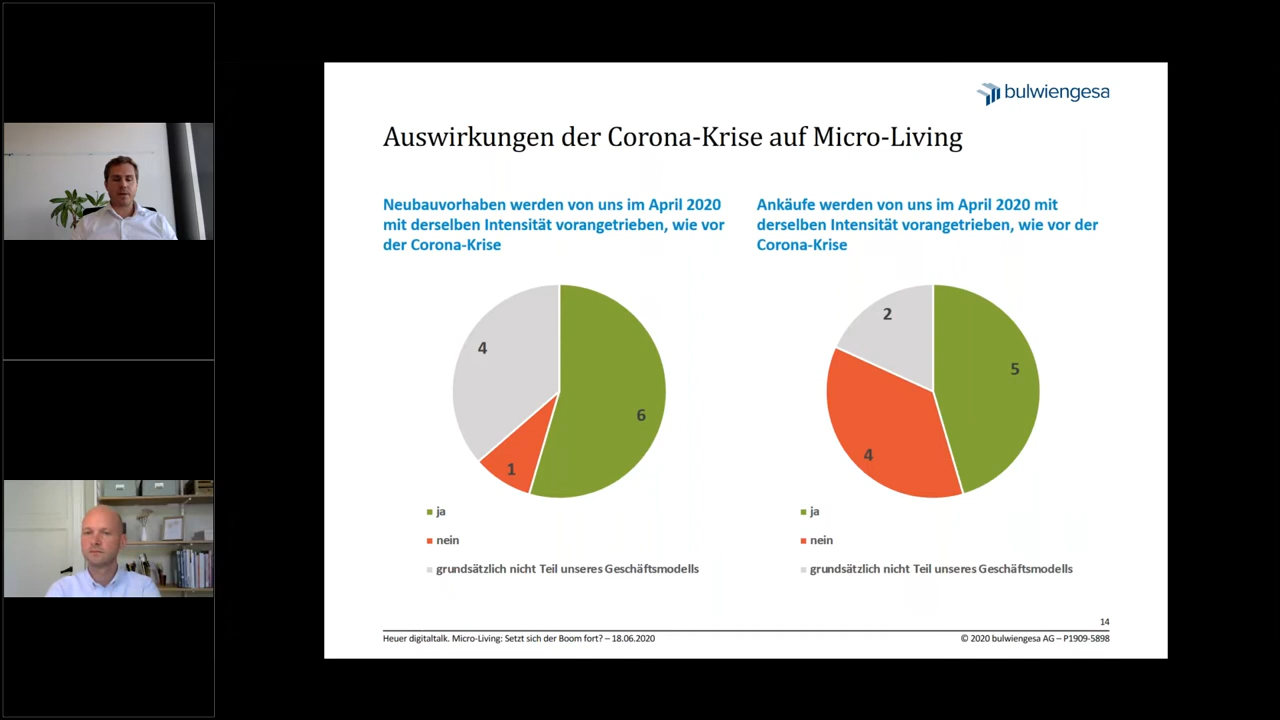 bulwiengesa
Auswirkungen der Corona-Krise auf Micro-Living
Neubauvorhaben werden von uns im April 2020
mit derselben Intensität vorangetrieben, wie vor
der Corona-Krise
4
6
1
ja
nein
grundsätzlich nicht Teil unseres Geschäftsmodells
Ankäufe werden von uns im April 2020 mit
derselben Intensität vorangetrieben, wie vor der
Corona-Krise
2
5
4
ja
nein
grundsätzlich nicht Teil unseres Geschäftsmodells
14
Heuer digitaltalk. Micro-Living: Setzt sich der Boom fort? – 18.06.2020
© 2020 bulwiengesa AG – P1909-5898